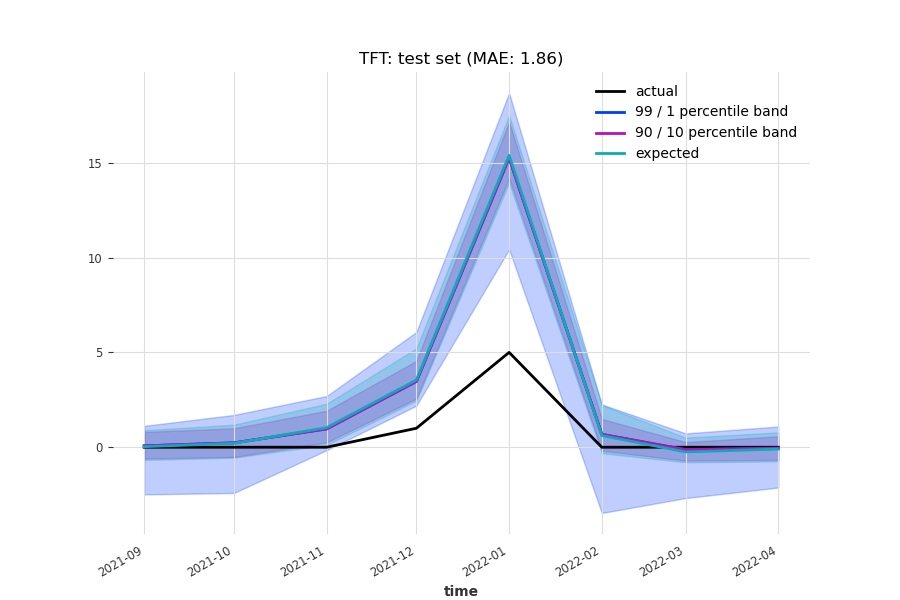 TFT: test set (MAE: 1.86)
actual
99 / 1 percentile band
90 / 10 percentile band
expected
15
10
5
0
2021-09
2021-10
2021-11
2021-12
2022-01
2022-02
2022-03
2022-04
time